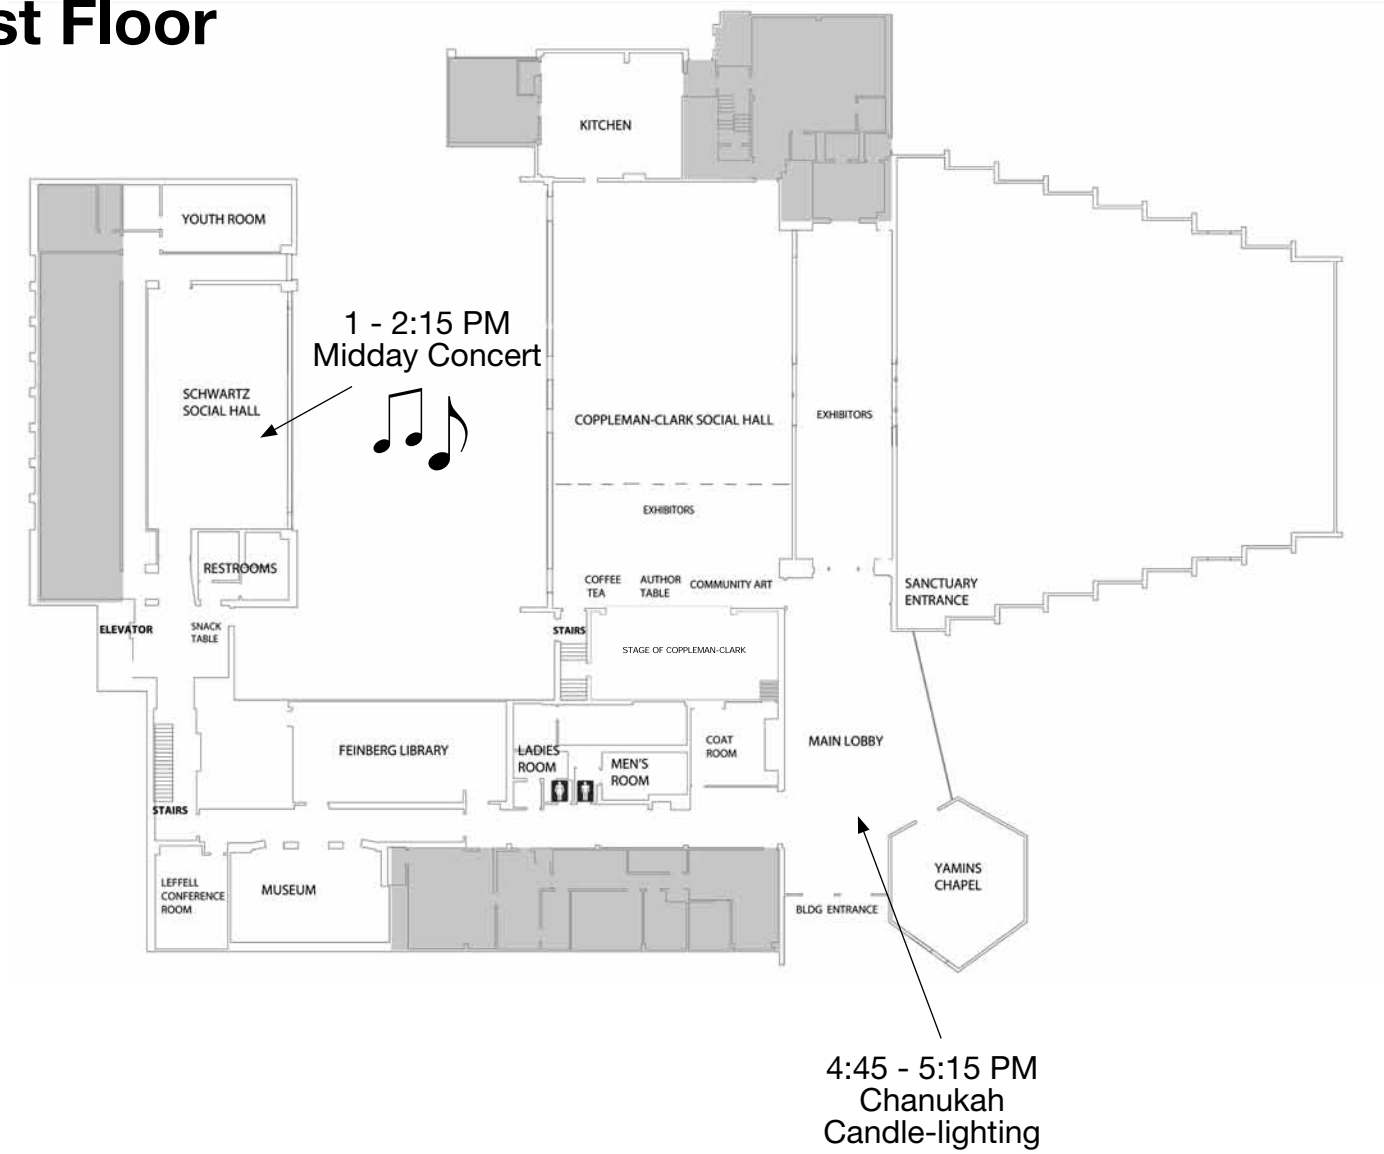 st Floor
KITCHEN
YOUTH ROOM
1 - 2:15 PM
Midday Concert
SCHWARTZ
SOCIAL HALL
COPPLEMAN-CLARK SOCIAL HALL
EXHIBITORS
EXHIBITORS
RESTROOMS
COFFEE
TEA
AUTHOR
TABLE
COMMUNITY ART
SANCTUARY
ENTRANCE
ELEVATOR
SNACK
TABLE
STAIRS
STAGE OF COPPLEMAN-CLARK
FEINBERG LIBRARY
LADIES
ROOM
MEN'S
ROOM
COAT
ROOM
MAIN LOBBY
STAIRS
LEFFELL
CONFERENCE
ROOM
MUSEUM
YAMINS
CHAPEL
BLDG ENTRANCE
4:45 - 5:15 PM
Chanukah
Candle-lighting